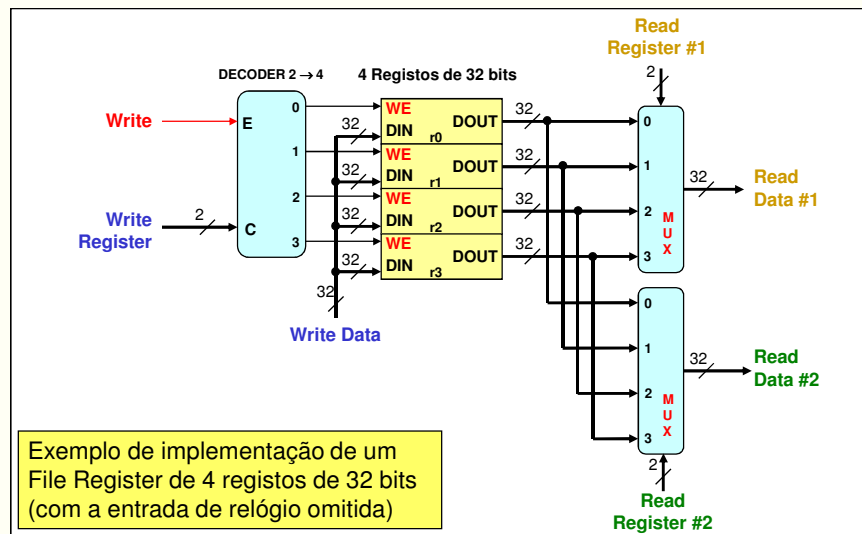 Read
Register #1
2
DECODER 2 → 4
4 Registos de 32 bits
Write
E
0
1
2
3
Write
Register
2
C
32
WE
DIN
r0
DOUT
32
32
WE
DIN
r1
DOUT
32
32
WE
DIN
r2
DOUT
32
32
WE
DIN
r3
DOUT
32
32
Write Data
0
1
2
3
M
U
X
32
Read
Data #1
0
1
2
3
M
U
X
32
Read
Data #2
2
Read
Register #2
Exemplo de implementação de um
File Register de 4 registos de 32 bits
(com a entrada de relógio omitida)